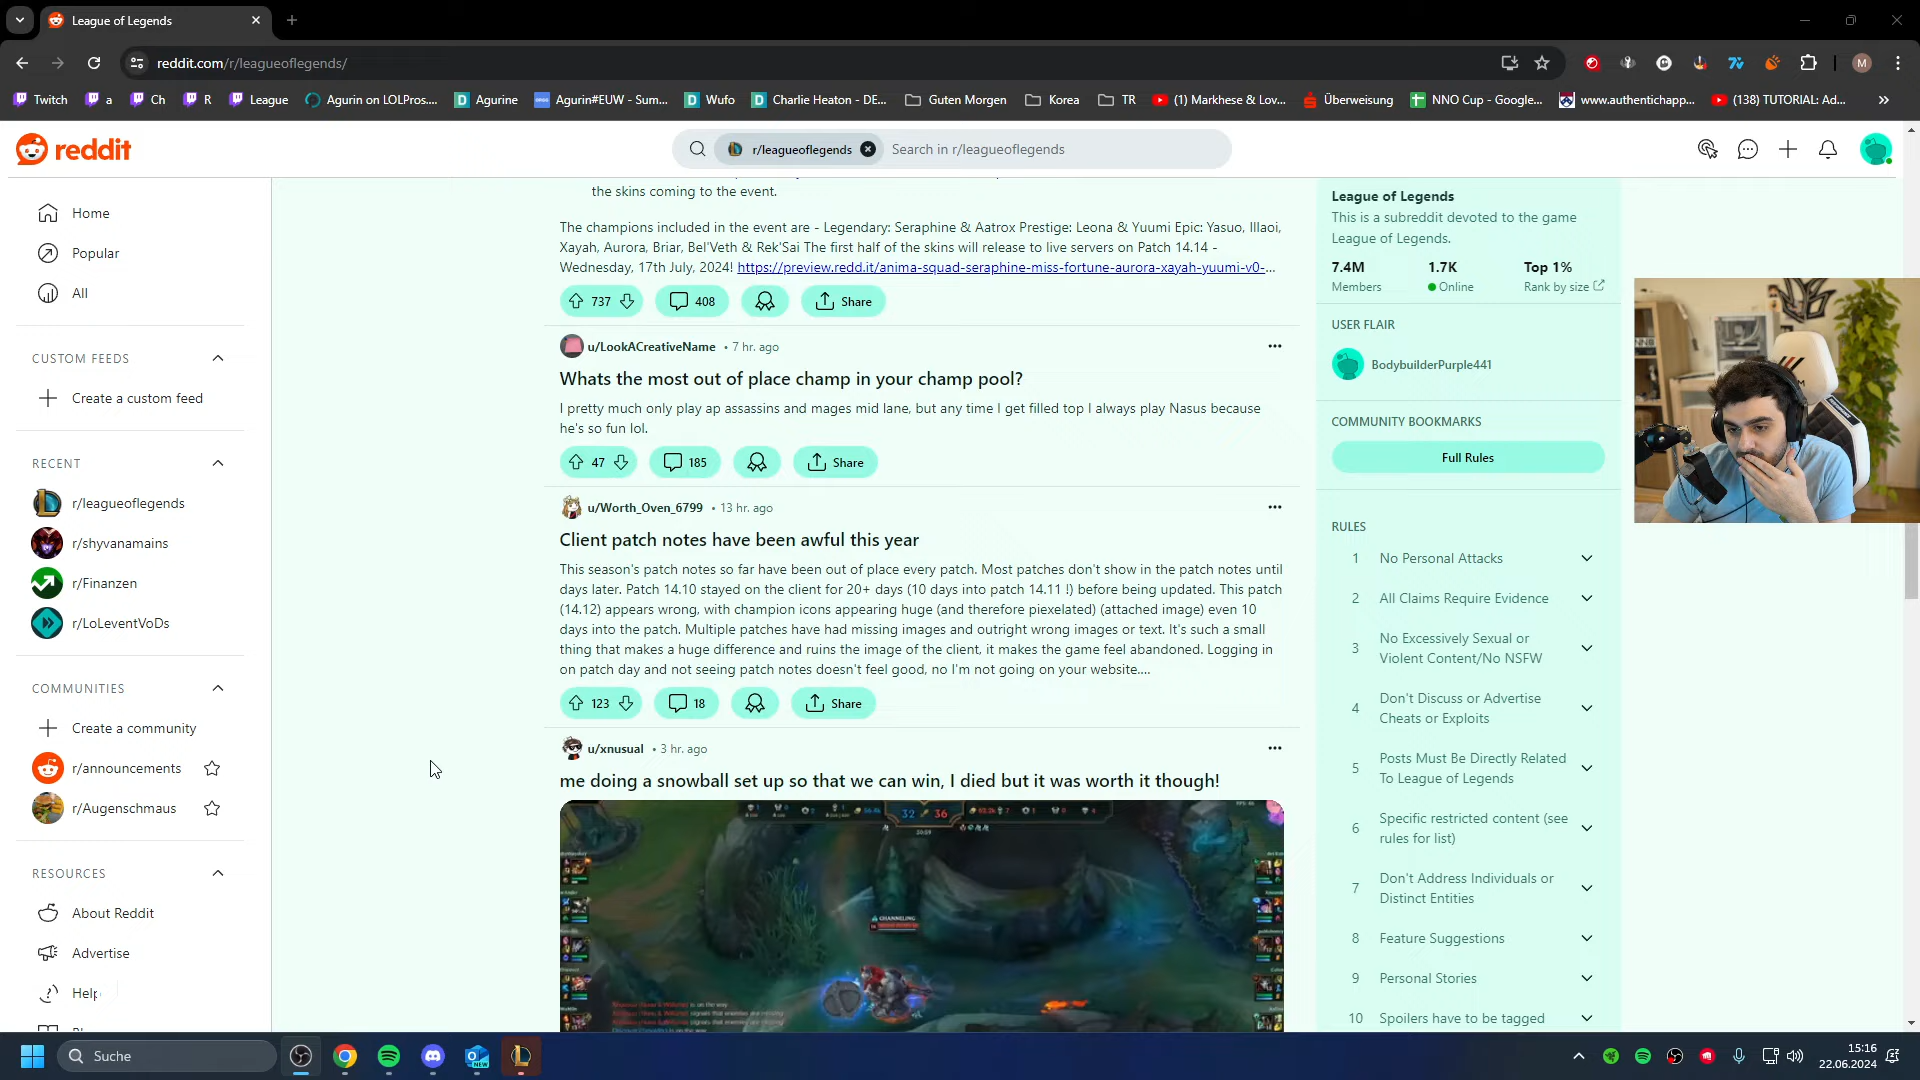 League of Legends
reddit.com/r/leagueoflegends/
Twitch
a
Ch
R
League
Agurin on LOLPros....
Agurine
Agurin#EUW - Sum...
Wufo
Charlie Heaton - DE...
Guten Morgen
Korea
TR
(1) Markhese & Lov...
Überweisung
NNO Cup - Google...
www.authentichapp...
(138) TUTORIAL: Ad...
reddit
r/leagueoflegends
Search in r/leagueoflegends
Home
Popular
All
CUSTOM FEEDS
Create a custom feed
RECENT
r/leagueoflegends
r/shyvanamains
r/Finanzen
r/LoLeventVoDs
COMMUNITIES
Create a community
r/announcements
r/Augenschmaus
RESOURCES
About Reddit
Advertise
Help
the skins coming to the event.
The champions included in the event are - Legendary: Seraphine & Aatrox Prestige: Leona & Yuumi Epic: Yasuo, Illaoi,
Xayah, Aurora, Briar, Bel'Veth & Rek'Sai The first half of the skins will release to live servers on Patch 14.14 -
Wednesday, 17th July, 2024! https://preview.redd.it/anima-squad-seraphine-miss-fortune-aurora-xayah-yuumi-v0-...
737
408
Share
u/LookACreativeName • 7 hr. ago
Whats the most out of place champ in your champ pool?
I pretty much only play ap assassins and mages mid lane, but any time I get filled top I always play Nasus because
he's so fun lol.
47
185
Share
u/Worth_Oven_6799 • 13 hr. ago
Client patch notes have been awful this year
This season's patch notes so far have been out of place every patch. Most patches don't show in the patch notes until
days later. Patch 14.10 stayed on the client for 20+ days (10 days into patch 14.11 !) before being updated. This patch
(14.12) appears wrong, with champion icons appearing huge (and therefore piexelated) (attached image) even 10
days into the patch. Multiple patches have had missing images and outright wrong images or text. It's such a small
thing that makes a huge difference and ruins the image of the client, it makes the game feel abandoned. Logging in
on patch day and not seeing patch notes doesn't feel good, no I'm not going on your website....
123
18
Share
u/xnusual • 3 hr. ago
me doing a snowball set up so that we can win, I died but it was worth it though!
32
36
CHANNELING
League of Legends
This is a subreddit devoted to the game
League of Legends.
7.4M
1.7K
Top 1%
Members
Online
Rank by size
USER FLAIR
BodybuilderPurple441
COMMUNITY BOOKMARKS
Full Rules
RULES
1 No Personal Attacks
2 All Claims Require Evidence
3 No Excessively Sexual or
Violent Content/No NSFW
4 Don't Discuss or Advertise
Cheats or Exploits
5 Posts Must Be Directly Related
To League of Legends
6 Specific restricted content (see
rules for list)
7 Don't Address Individuals or
Distinct Entities
8 Feature Suggestions
9 Personal Stories
10 Spoilers have to be tagged
Suche
15:16
22.06.2024